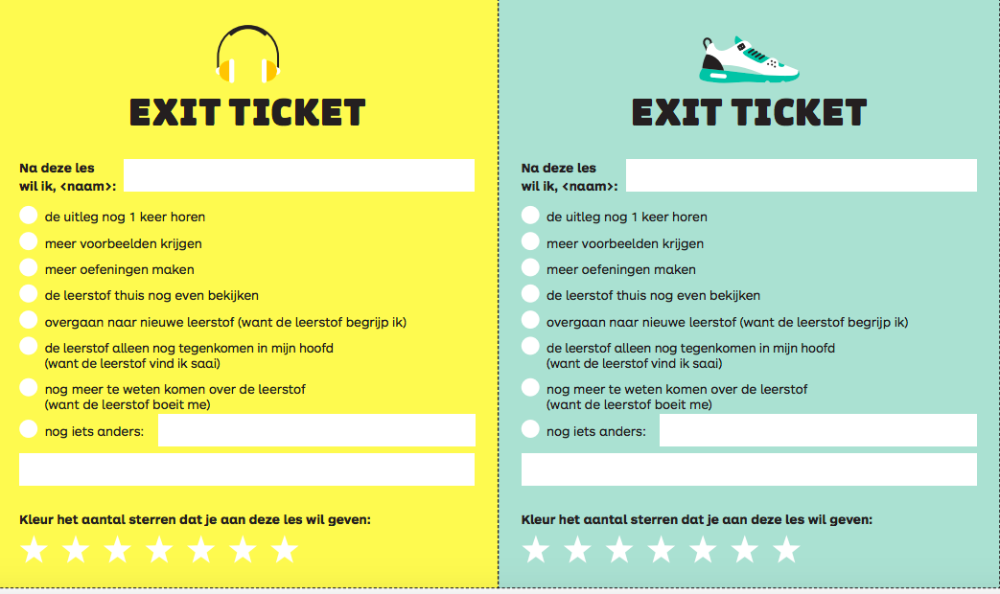 EXIT TICKET
Na deze les
wil ik, <naam>:
de uitleg nog 1 keer horen
meer voorbeelden krijgen
meer oefeningen maken
de leerstof thuis nog even bekijken
overgaan naar nieuwe leerstof (want de leerstof begrijp ik)
de leerstof alleen nog tegenkomen in mijn hoofd
(want de leerstof vind ik saai)
nog meer te weten komen over de leerstof
(want de leerstof boeit me)
nog iets anders:
Kleur het aantal sterren dat je aan deze les wil geven:
EXIT TICKET
Na deze les
wil ik, <naam>:
de uitleg nog 1 keer horen
meer voorbeelden krijgen
meer oefeningen maken
de leerstof thuis nog even bekijken
overgaan naar nieuwe leerstof (want de leerstof begrijp ik)
de leerstof alleen nog tegenkomen in mijn hoofd
(want de leerstof vind ik saai)
nog meer te weten komen over de leerstof
(want de leerstof boeit me)
nog iets anders:
Kleur het aantal sterren dat je aan deze les wil geven: